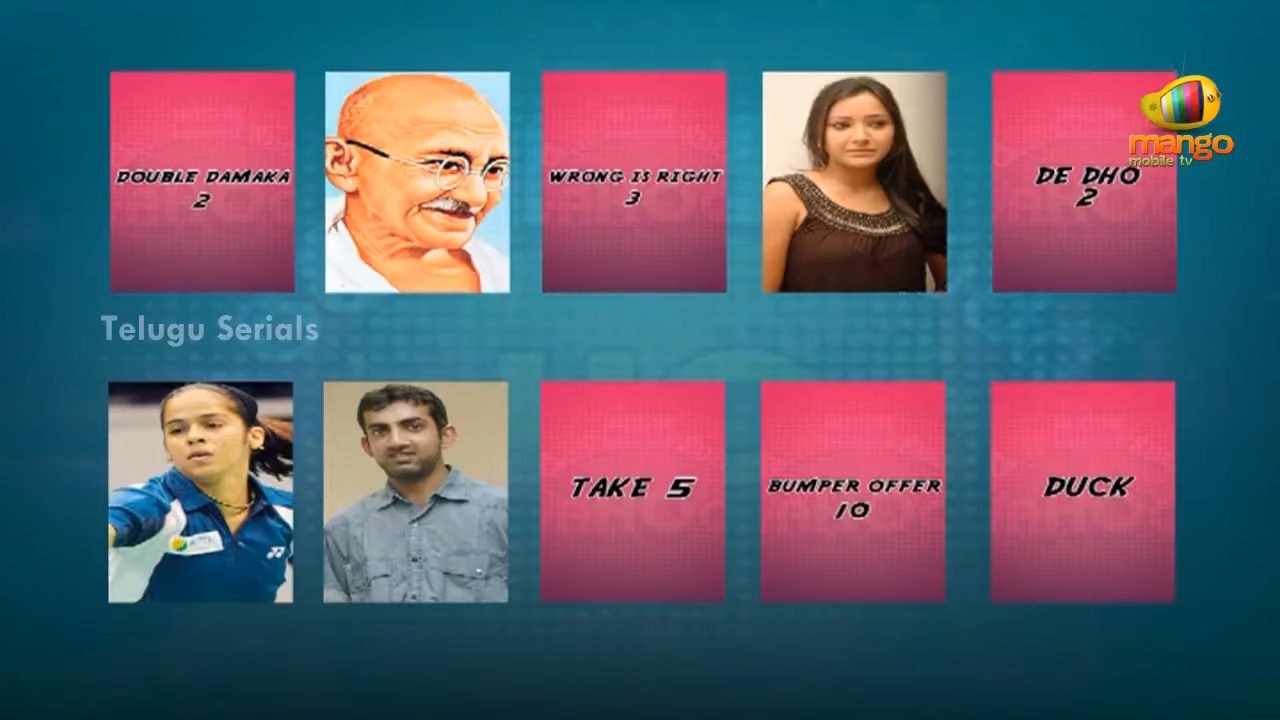 DOUBLE DAMAKA
2
WRONG IS RIGHT
3
DE DHO
2
mango
mobile tv
Telugu Serials
TAKE 5
BUMPER OFFER
10
DUCK